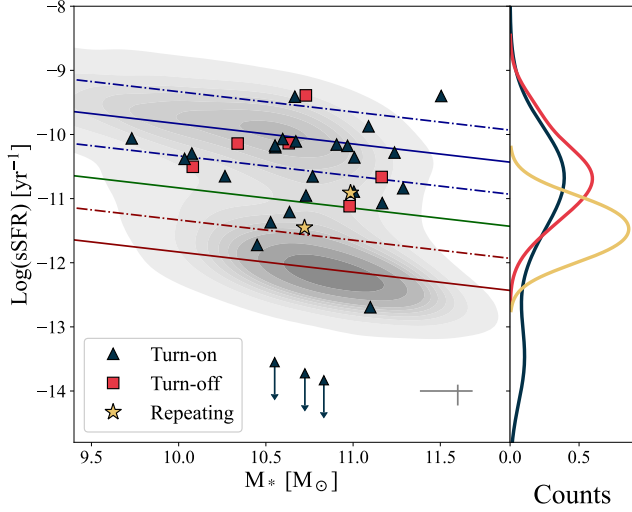 −8
−9
−10
−11
−12
−13
−14
Log(sSFR) [yr⁻¹]
Turn-on
Turn-off
Repeating
9.5 10.0 10.5 11.0 11.5 0.0 0.5
M* [M⊙]
Counts